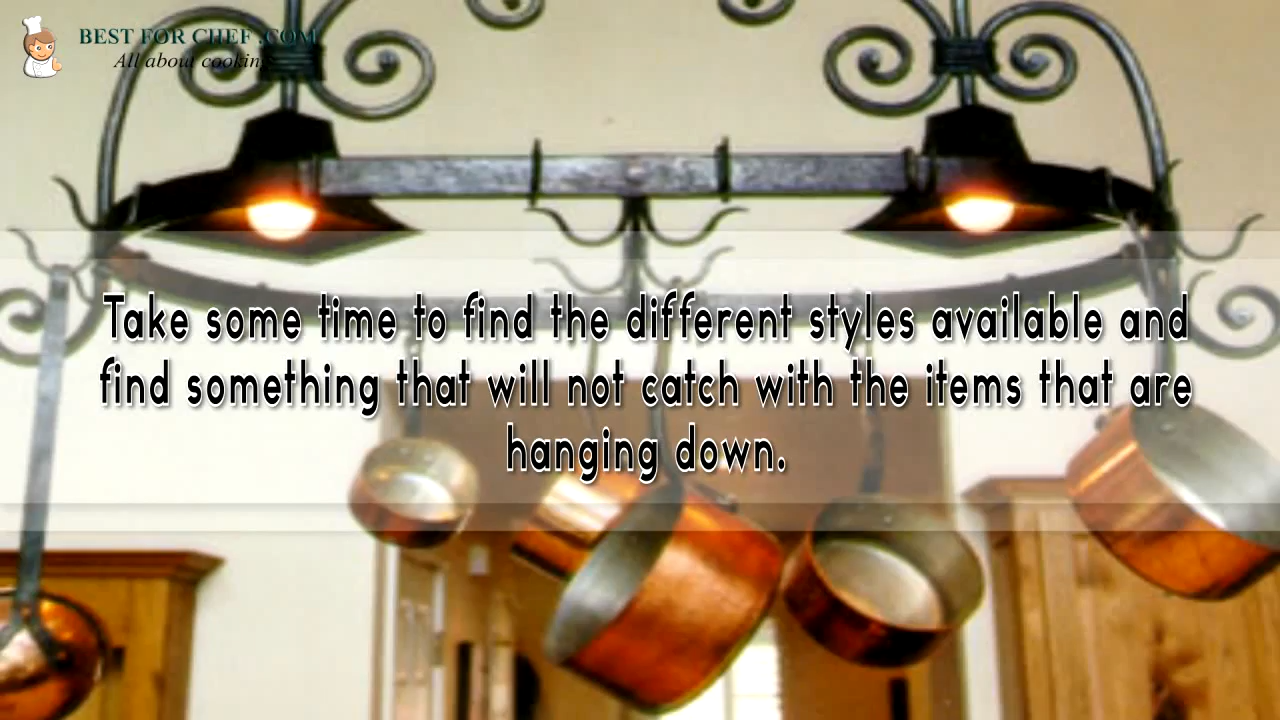 BEST FOR CHEF .COM
All about cooking
Take some time to find the different styles available and
find something that will not catch with the items that are
hanging down.